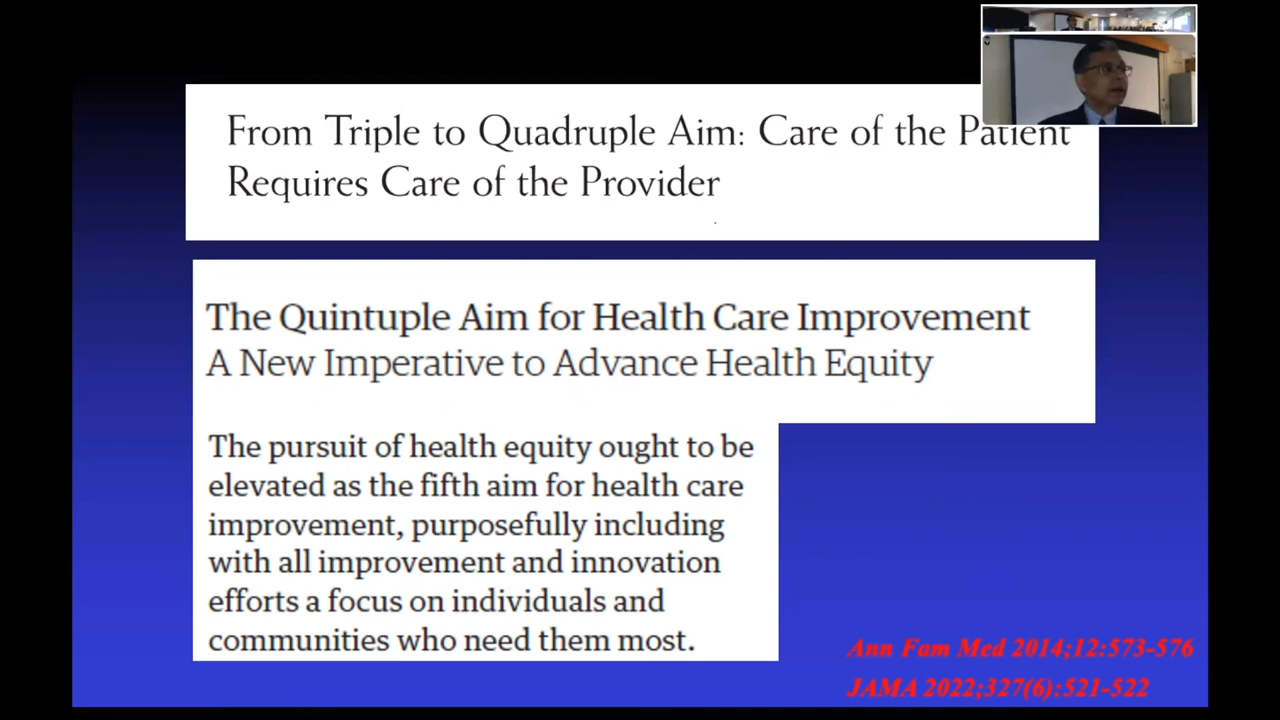 From Triple to Quadruple Aim: Care of the Patient
Requires Care of the Provider
The Quintuple Aim for Health Care Improvement
A New Imperative to Advance Health Equity
The pursuit of health equity ought to be
elevated as the fifth aim for health care
improvement, purposefully including
with all improvement and innovation
efforts a focus on individuals and
communities who need them most.
Ann Fam Med 2014;12:573-576
JAMA 2022;327(6):521-522